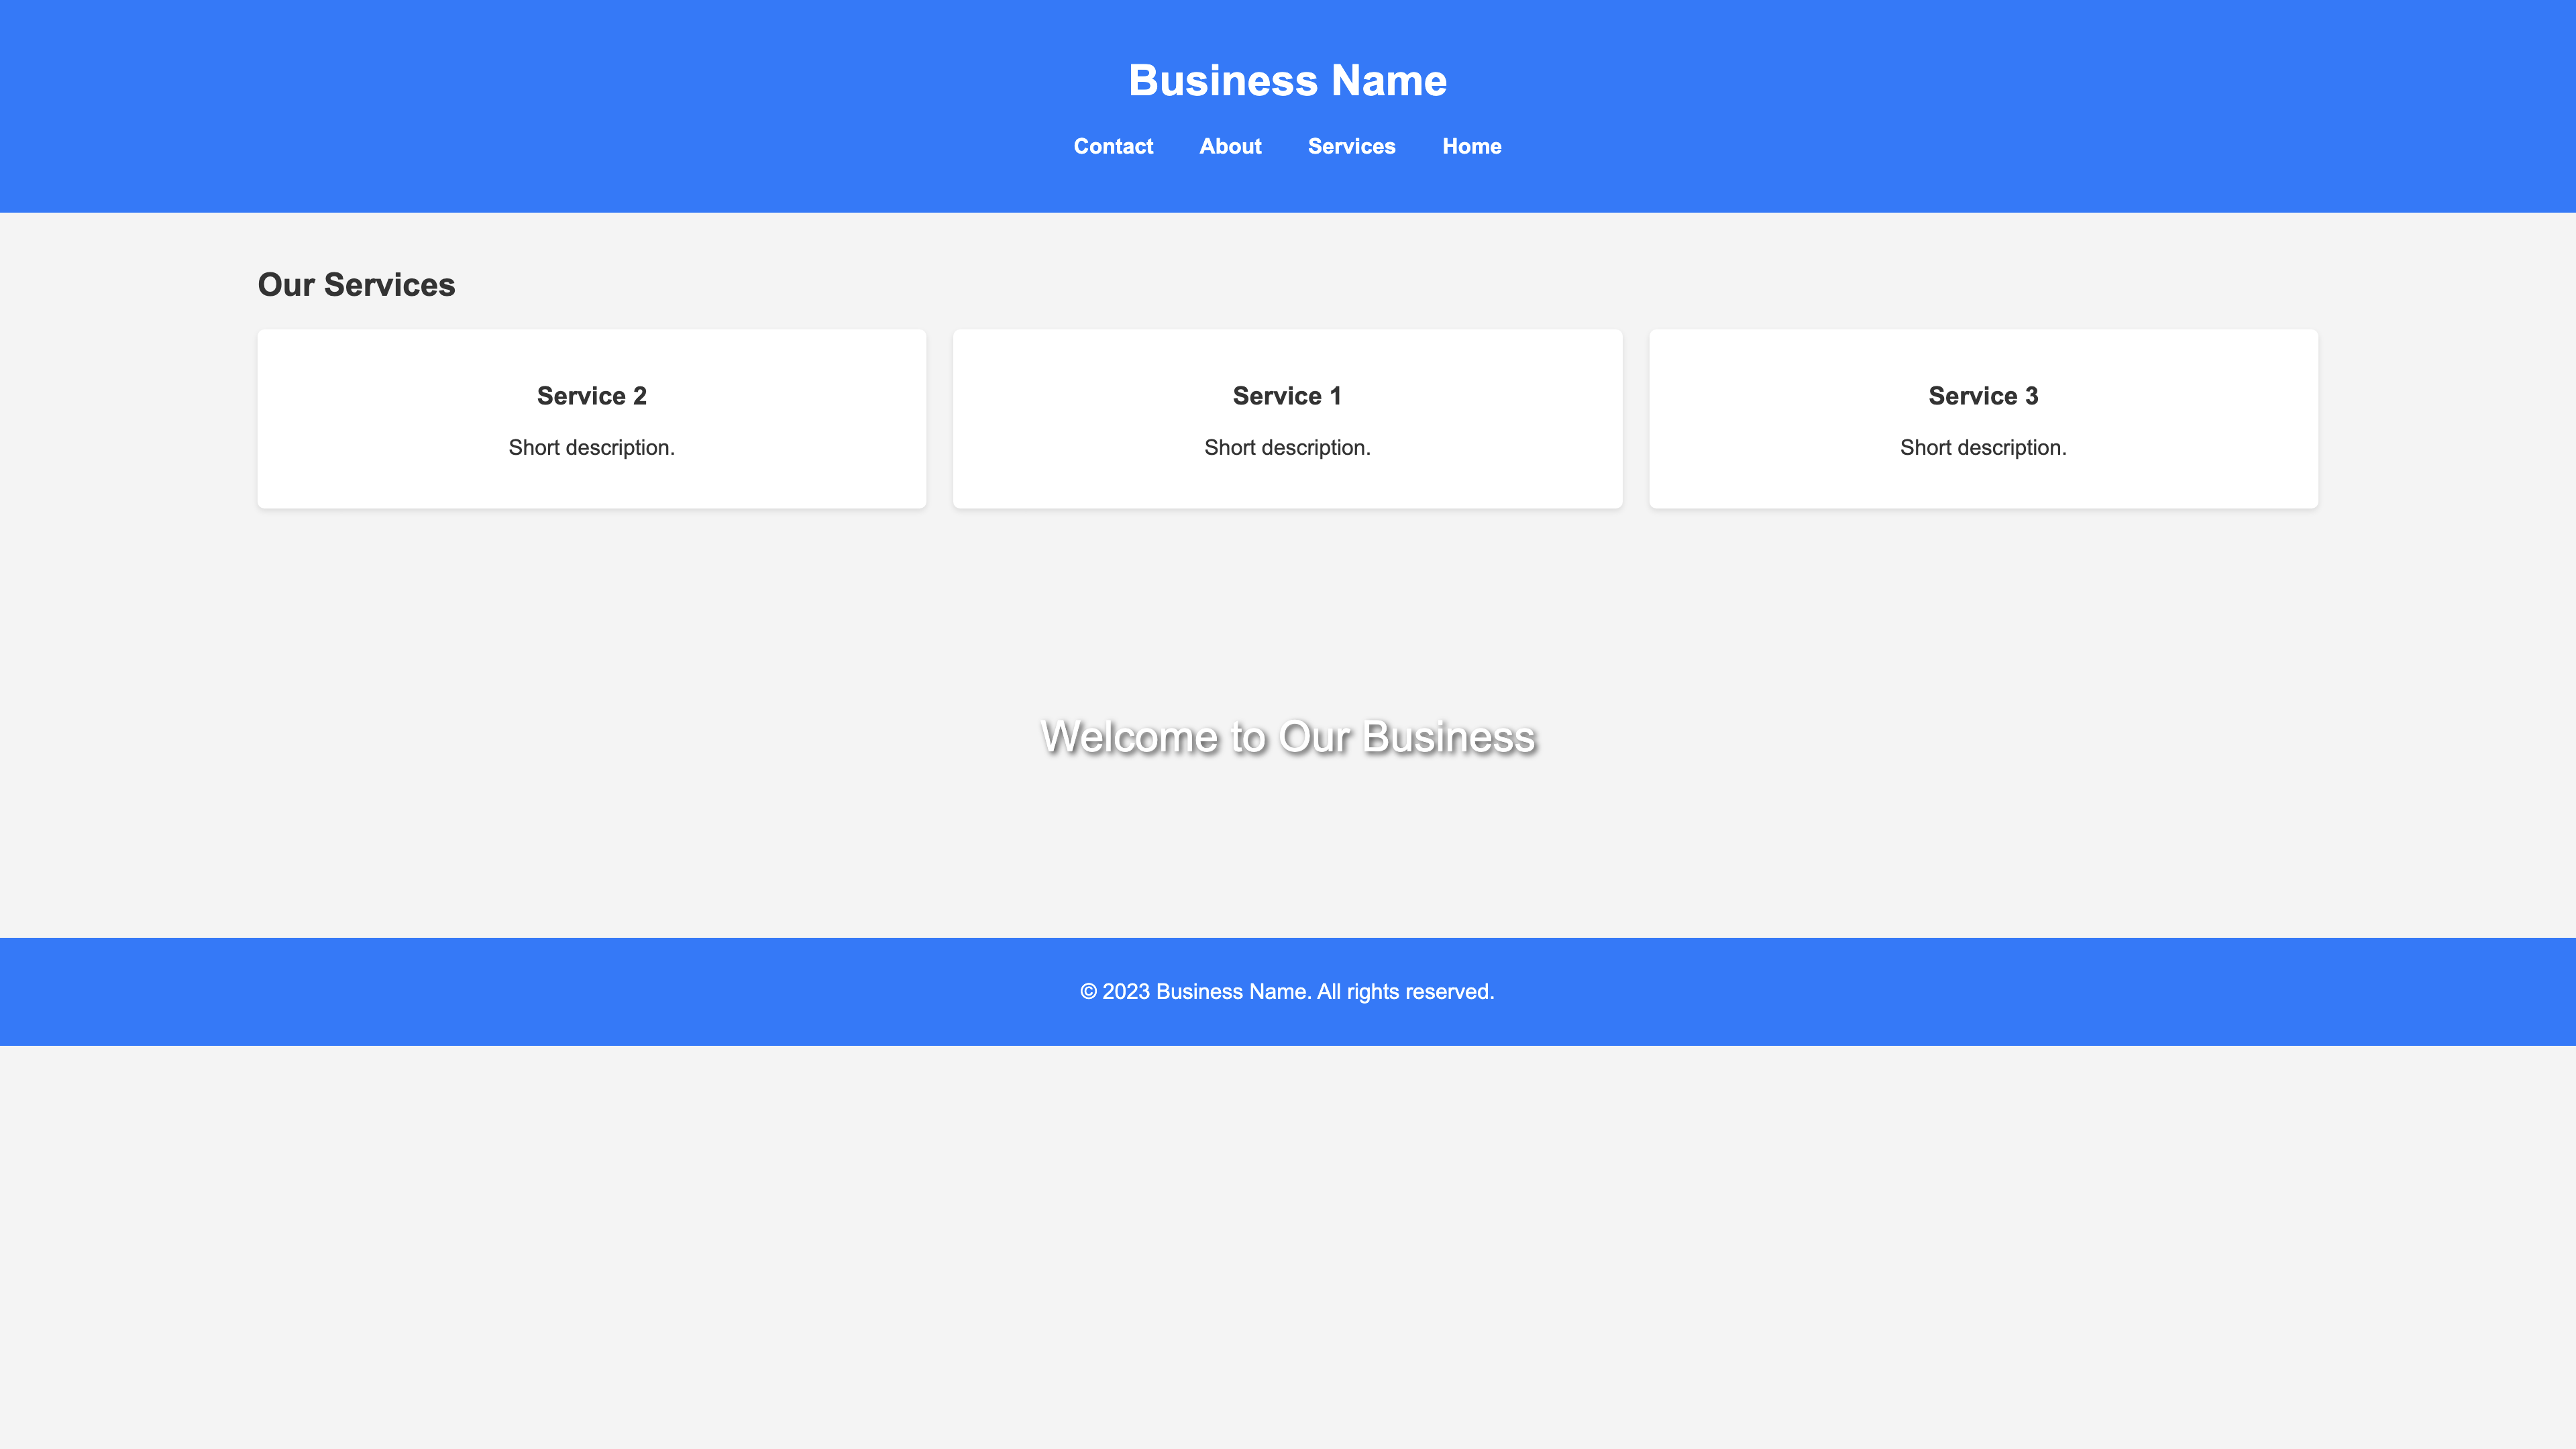 Business Name
Contact About Services Home
Our Services
Service 2
Short description.
Service 1
Short description.
Service 3
Short description.
Welcome to Our Business
© 2023 Business Name. All rights reserved.